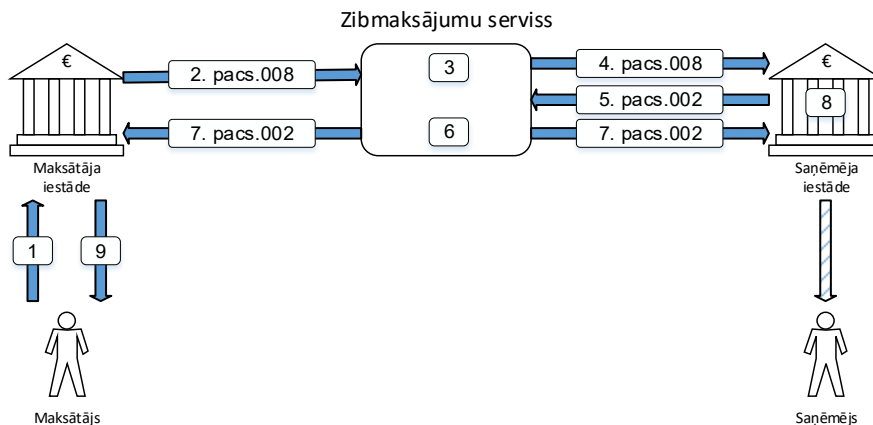 Zibmaksājumu serviss
€
2. pacs.008
3
4. pacs.008
€
5. pacs.002
8
7. pacs.002
6
7. pacs.002
Maksātāja
iestāde
Saņēmēja
iestāde
1
9
Maksātājs
Saņēmējs